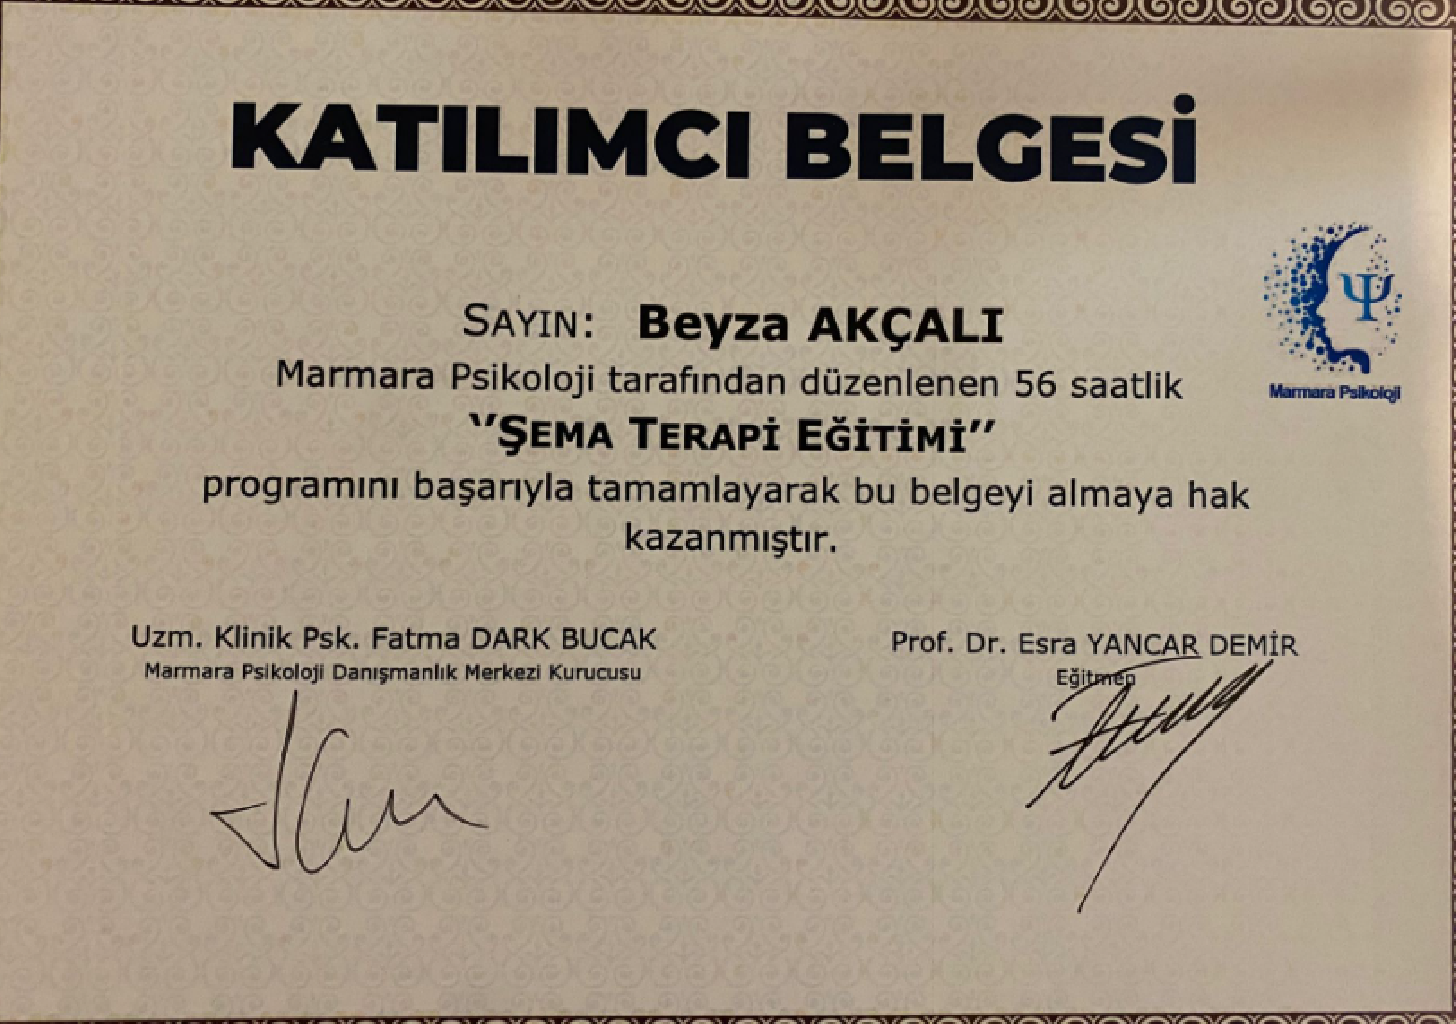 KATILIMCI BELGESİ
SAYIN: Beyza AKÇALI
Marmara Psikoloji tarafından düzenlenen 56 saatlik
‘‘ŞEMA TERAPİ EĞİTİMİ’’
programını başarıyla tamamlayarak bu belgeyi almaya hak
kazanmıştır.
Marmara Psikoloji
Uzm. Klinik Psk. Fatma DARK BUCAK
Marmara Psikoloji Danışmanlık Merkezi Kurucusu
Prof. Dr. Esra YANCAR DEMİR
Eğitmen